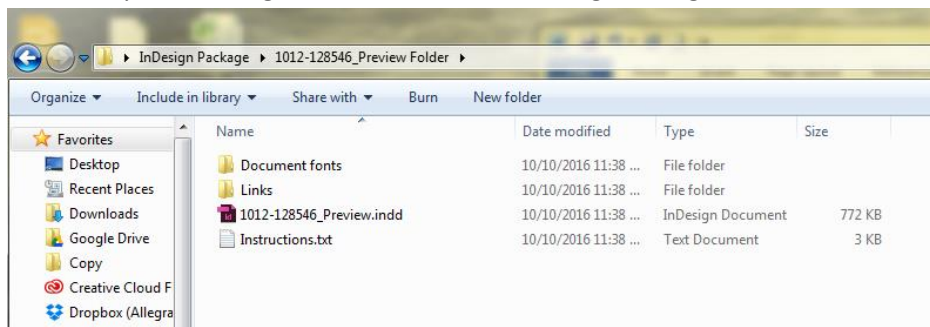 InDesign Package ▸ 1012-128546_Preview Folder ▸
Organize Include in library Share with Burn New folder
Name Date modified Type Size
Favorites
Desktop
Recent Places
Downloads
Google Drive
Copy
Creative Cloud F
Dropbox (Allegra
Document fonts 10/10/2016 11:38 ... File folder
Links 10/10/2016 11:38 ... File folder
1012-128546_Preview.indd 10/10/2016 11:38 ... InDesign Document 772 KB
Instructions.txt 10/10/2016 11:38 ... Text Document 3 KB